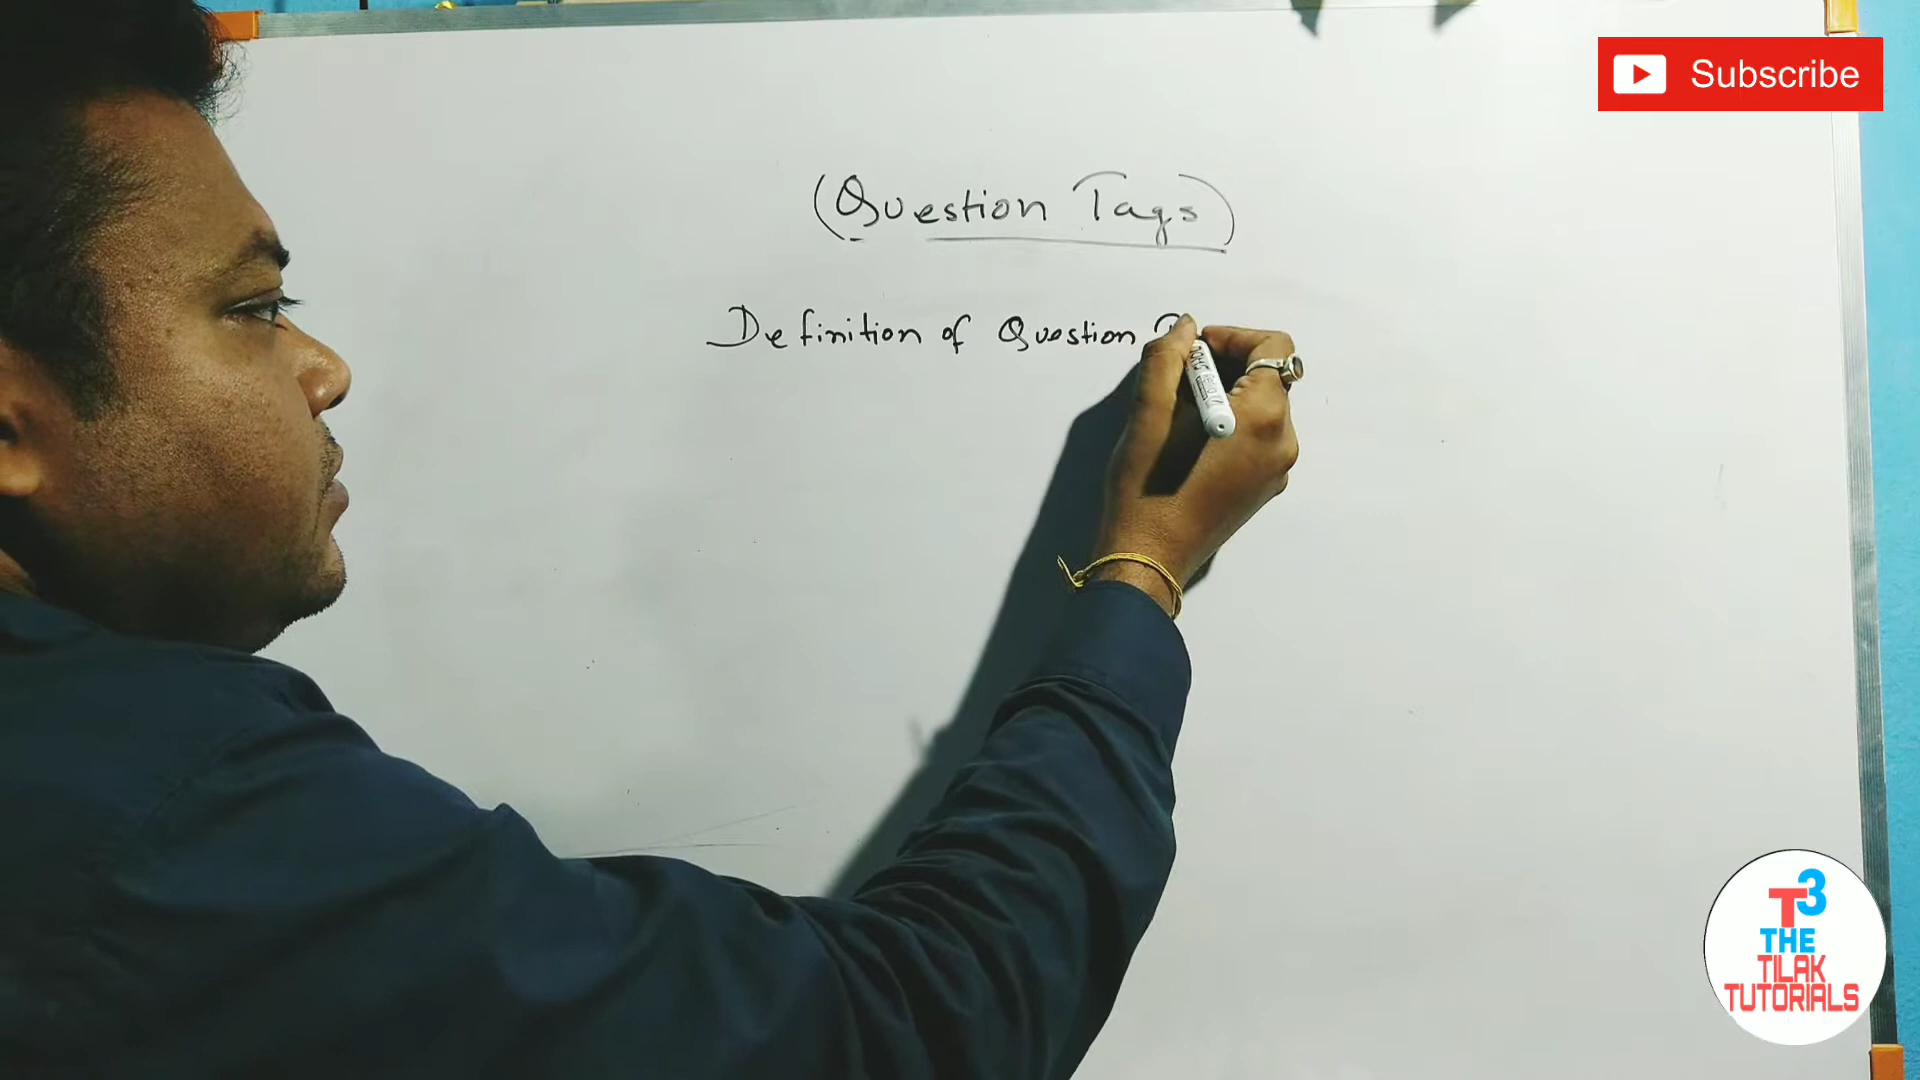 Subscribe
(Question Tags)
Definition of Question
T3
THE
TILAK
TUTORIALS